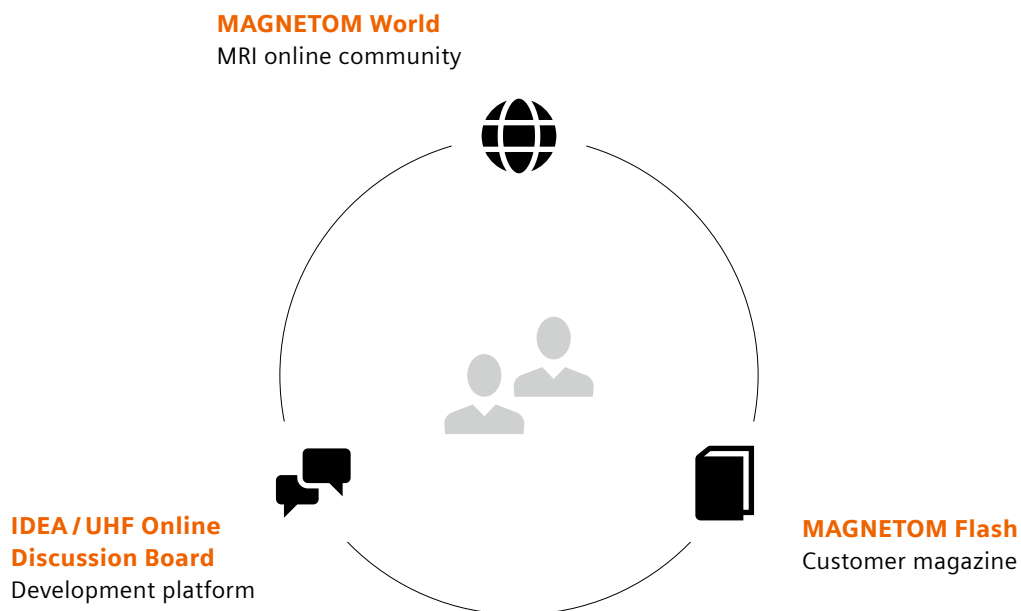 MAGNETOM World
MRI online community
IDEA / UHF Online
Discussion Board
Development platform
MAGNETOM Flash
Customer magazine